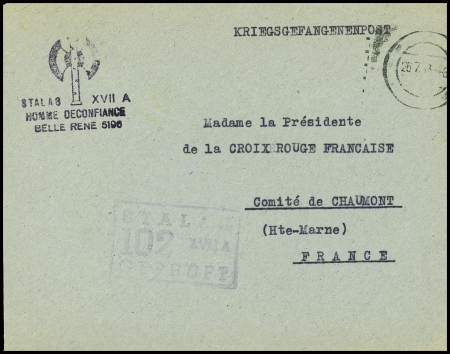 KRIEGSGEFANGENENPOST
STALAG XVII A
HOMME DECONFIANCE
BELLE RENE 5196
Madame la Présidente
de la CROIX ROUGE FRANCAISE
Comité de CHAUMONT
(Hte-Marne)
FRANCE
STALAG
102 XVII A
GEPRÜFT